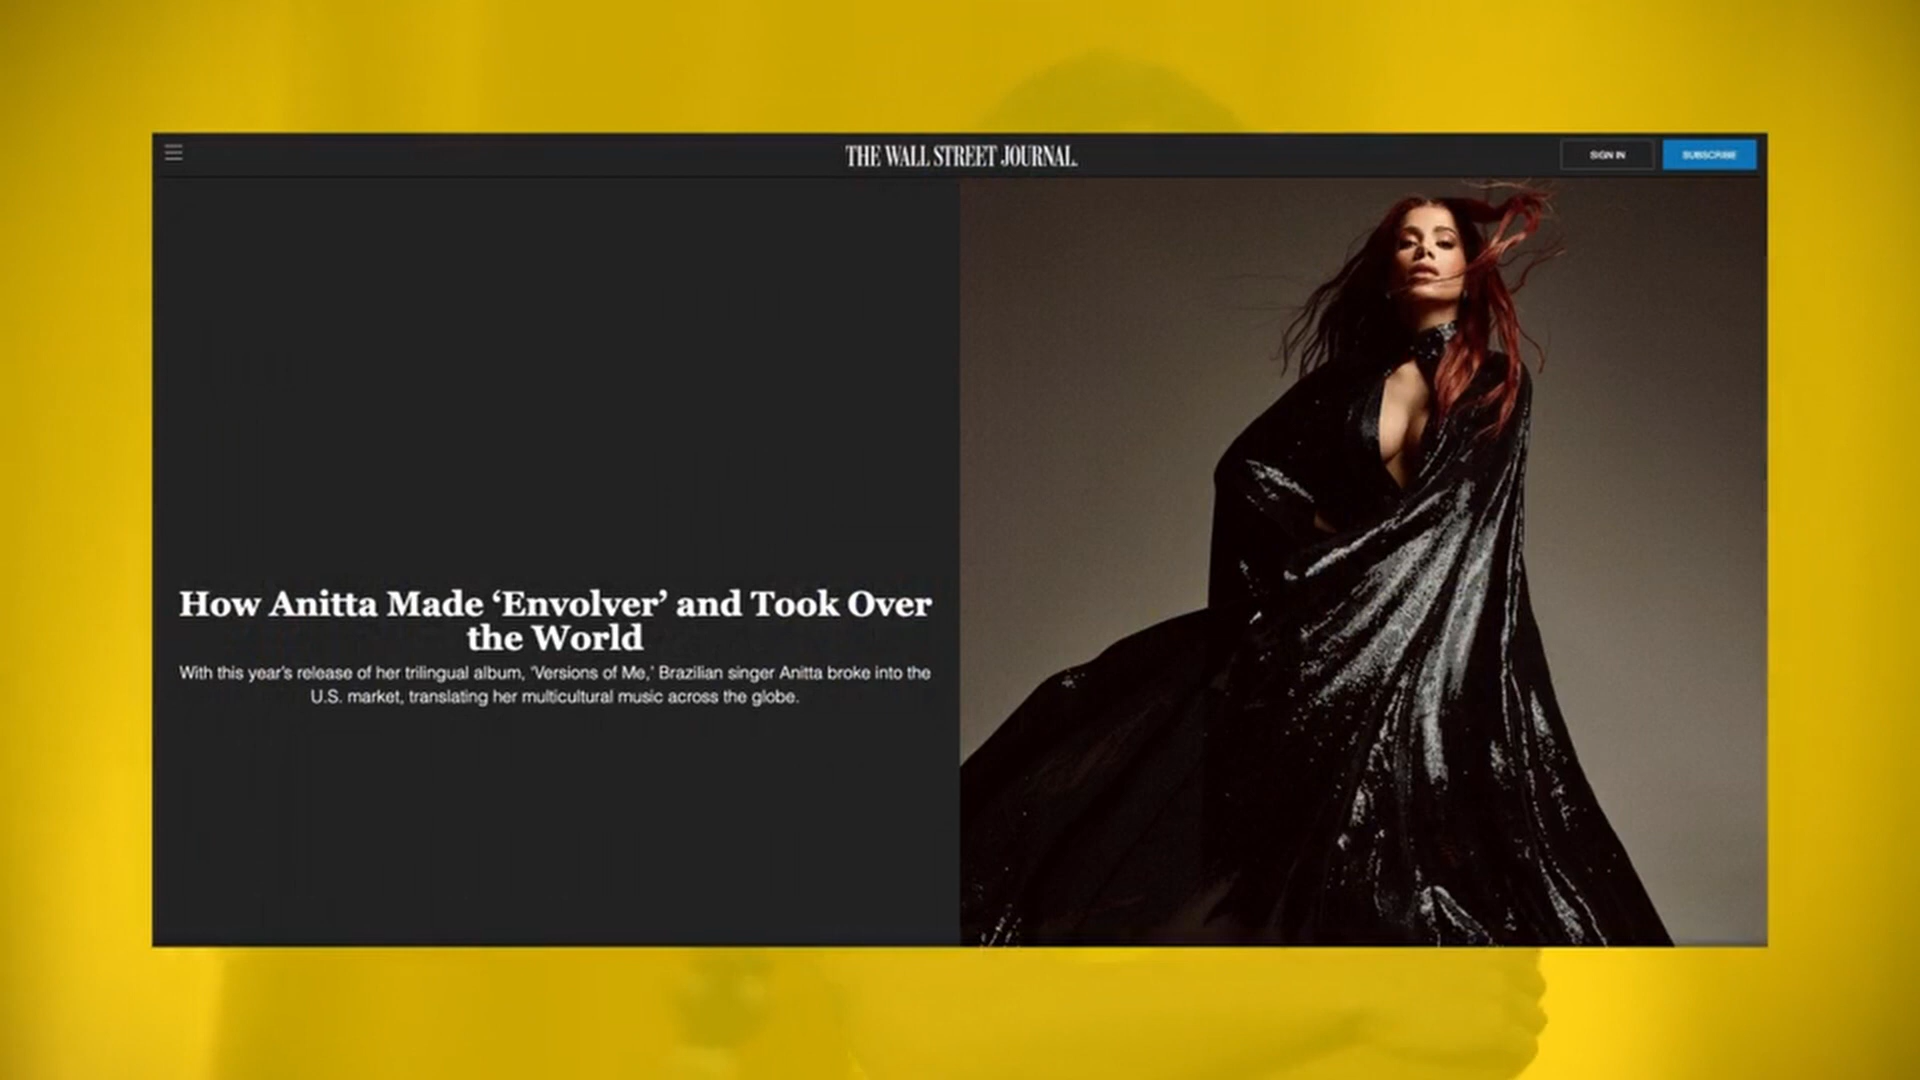 THE WALL STREET JOURNAL.
SIGN IN
SUBSCRIBE
How Anitta Made ‘Envolver’ and Took Over
the World
With this year’s release of her trilingual album, ‘Versions of Me,’ Brazilian singer Anitta broke into the
U.S. market, translating her multicultural music across the globe.